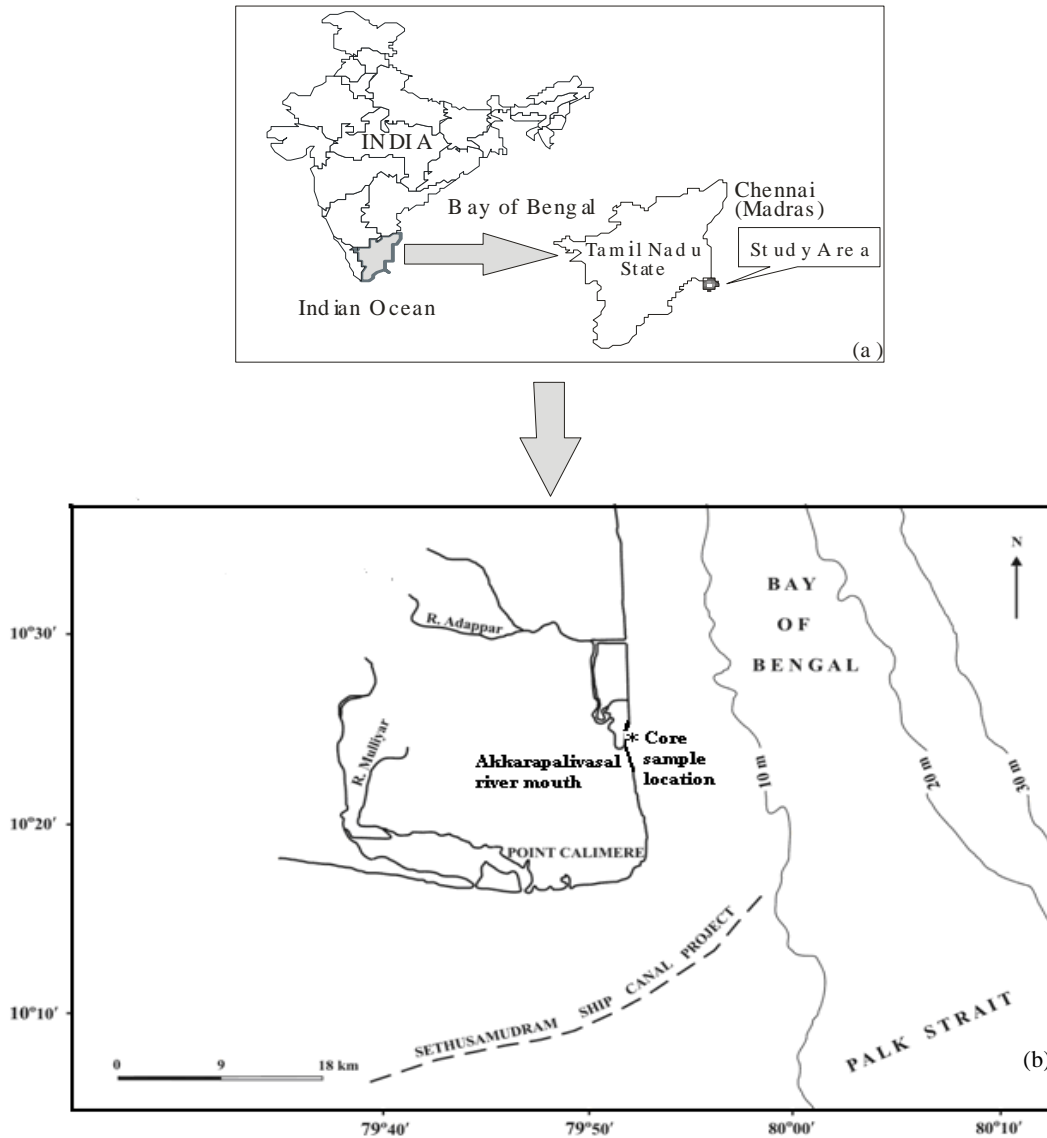 INDIA
Bay of Bengal
Indian Ocean
Tamil Nadu
State
Chennai
(Madras)
Study Area
(a)
N
BAY
OF
BENGAL
10°30'
R. Adappar
R. Mulliyar
Akkarapalivasal
river mouth
* Core
sample
location
10 m
20 m
30 m
10°20'
POINT CALIMERE
SETHUSAMUDRAM SHIP CANAL PROJECT
10°10'
PALK STRAIT
0 9 18 km
(b)
79°40' 79°50' 80°00' 80°10'